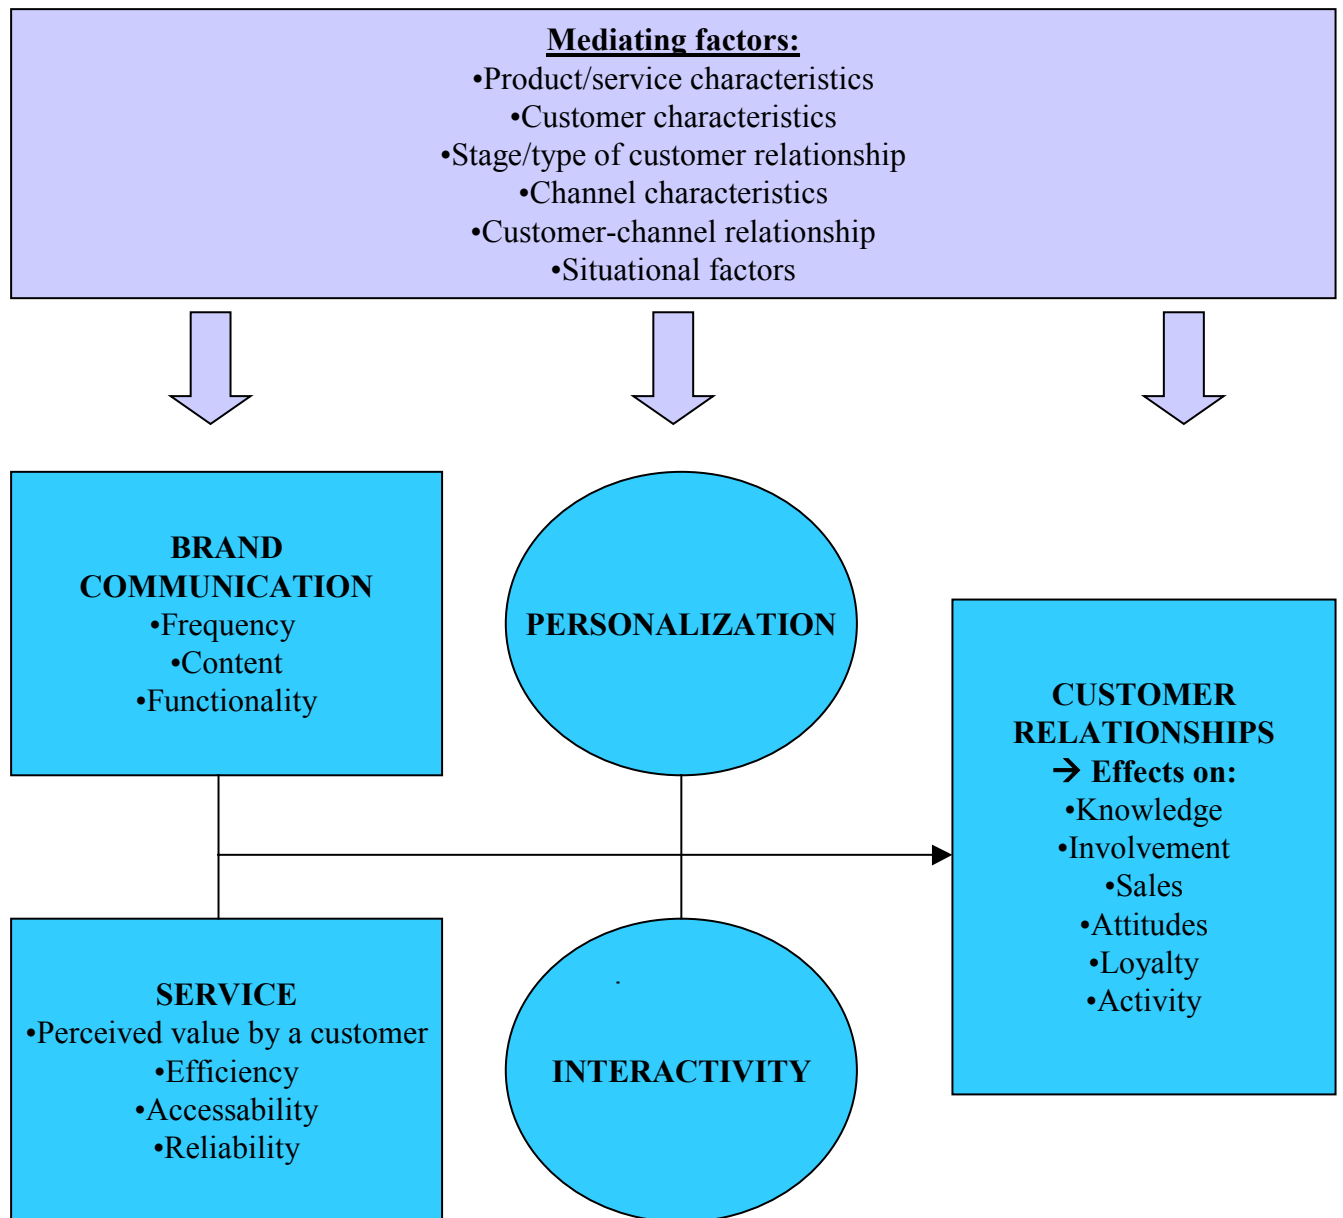 Mediating factors:
•Product/service characteristics
•Customer characteristics
•Stage/type of customer relationship
•Channel characteristics
•Customer-channel relationship
•Situational factors
BRAND
COMMUNICATION
•Frequency
•Content
•Functionality
PERSONALIZATION
CUSTOMER
RELATIONSHIPS
→ Effects on:
•Knowledge
•Involvement
•Sales
•Attitudes
•Loyalty
•Activity
SERVICE
•Perceived value by a customer
•Efficiency
•Accessability
•Reliability
INTERACTIVITY